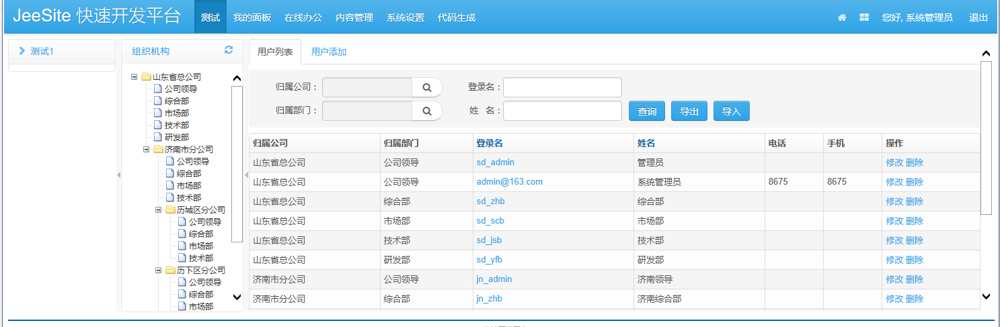 JeeSite 快速开发平台 测试 我的面板 在线办公 内容管理 系统设置 代码生成 您好, 系统管理员 退出
测试1
组织机构
山东省总公司
公司领导
综合部
市场部
技术部
研发部
济南市分公司
公司领导
综合部
市场部
技术部
历城区分公司
公司领导
综合部
市场部
技术部
历下区分公司
公司领导
综合部
市场部
用户列表 用户添加
归属公司： 登录名：
归属部门： 姓 名： 查询 导出 导入
归属公司 归属部门 登录名 姓名 电话 手机 操作
山东省总公司 公司领导 sd_admin 管理员 修改 删除
山东省总公司 公司领导 admin@163.com 系统管理员 8675 8675 修改 删除
山东省总公司 综合部 sd_zhb 综合部 修改 删除
山东省总公司 市场部 sd_scb 市场部 修改 删除
山东省总公司 技术部 sd_jsb 技术部 修改 删除
山东省总公司 研发部 sd_yfb 研发部 修改 删除
济南市分公司 公司领导 jn_admin 济南领导 修改 删除
济南市分公司 综合部 jn_zhb 济南综合部 修改 删除